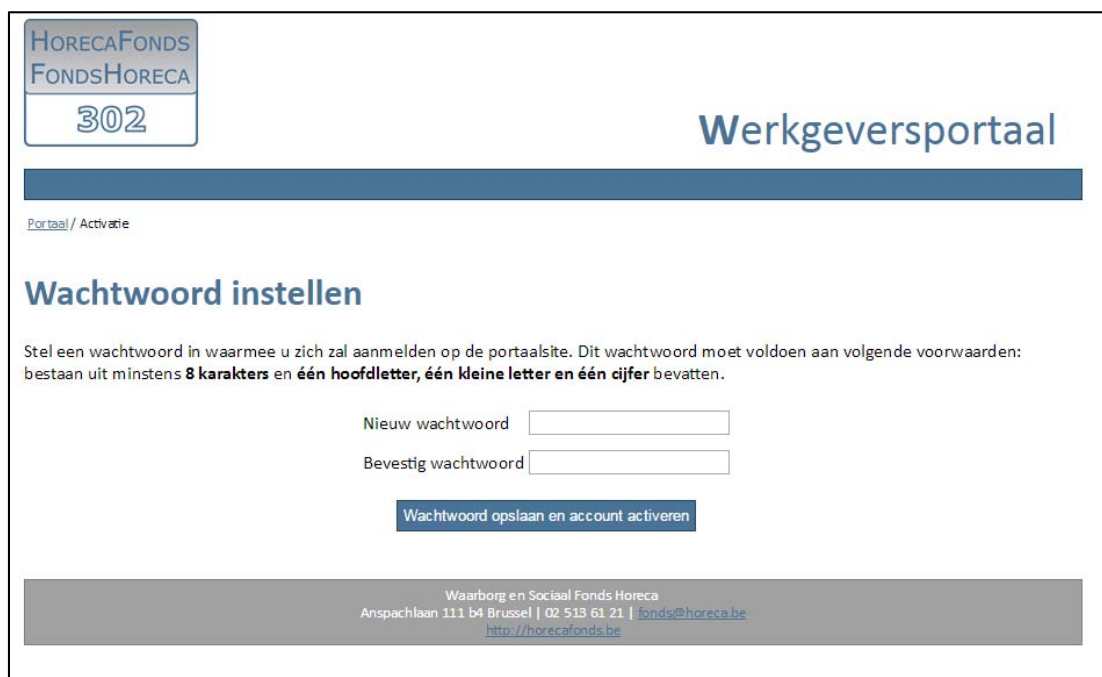 HORECAFONDS
FONDSHORECA
302
Werkgeversportaal
Portaal / Activatie
Wachtwoord instellen
Stel een wachtwoord in waarmee u zich zal aanmelden op de portaalsite. Dit wachtwoord moet voldoen aan volgende voorwaarden:
bestaan uit minstens 8 karakters en één hoofdletter, één kleine letter en één cijfer bevatten.
Nieuw wachtwoord
Bevestig wachtwoord
Wachtwoord opslaan en account activeren
Waarborg en Sociaal Fonds Horeca
Anspachlaan 111 b4 Brussel | 02 513 61 21 | fonds@horeca.be
http://horecafonds.be